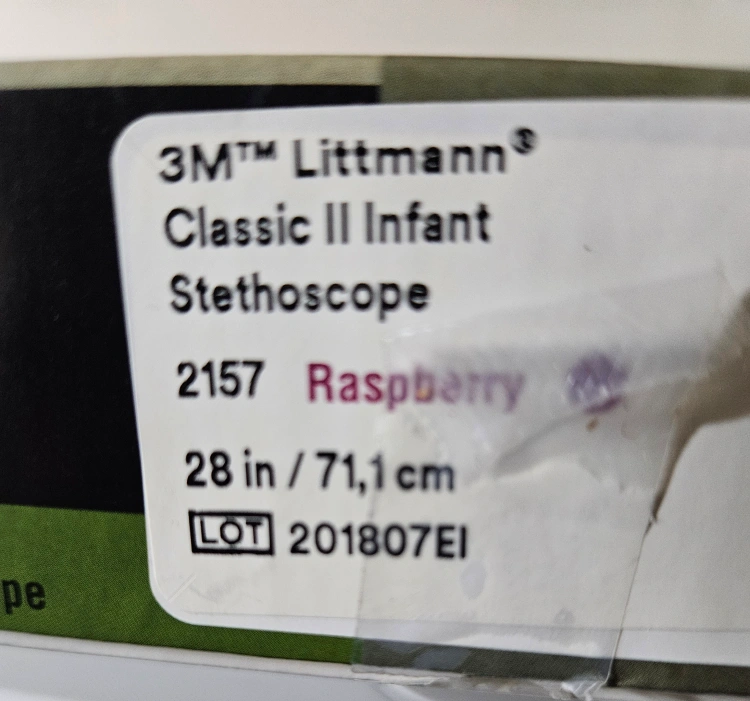 3M™ Littmann®
Classic II Infant
Stethoscope
2157 Raspberry
28 in / 71,1 cm
LOT 201807EI
pe